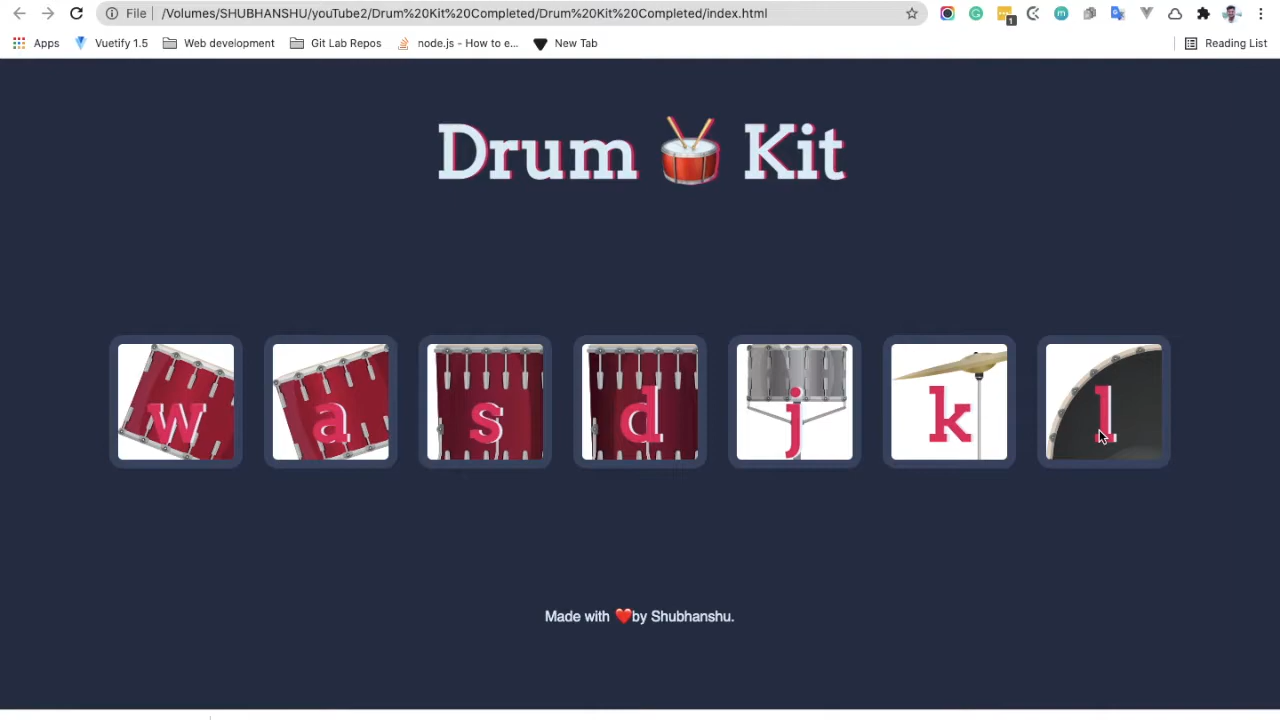 File /Volumes/SHUBHANSHU/youTube2/Drum%20Kit%20Completed/Drum%20Kit%20Completed/index.html 1 m
Apps Vuetify 1.5 Web development Git Lab Repos node.js - How to e... New Tab Reading List
Drum 🥁 Kit
w a s d j k l
Made with ❤️by Shubhanshu.